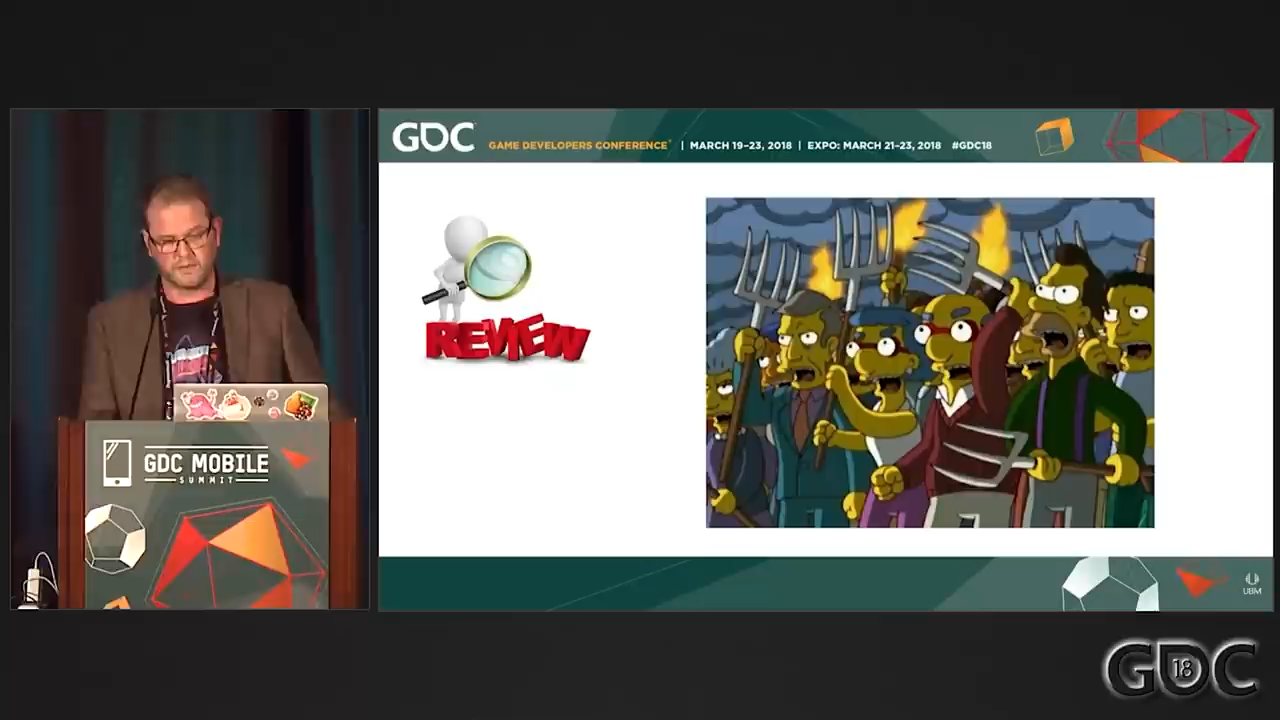 GDC
GAME DEVELOPERS CONFERENCE | MARCH 19–23, 2018 | EXPO: MARCH 21–23, 2018 #GDC18
REVIEW
GDC MOBILE
SUMMIT
UBM
GDC
18